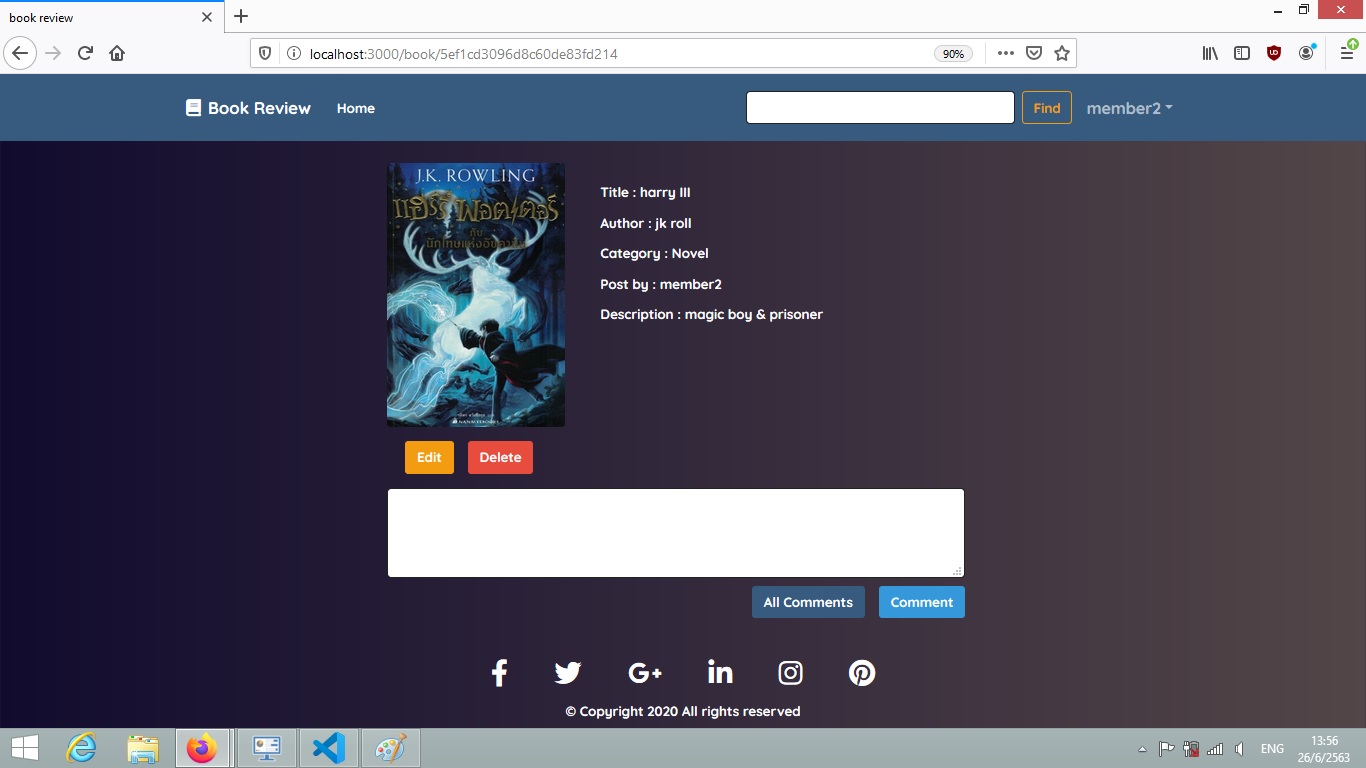 book review
localhost:3000/book/5ef1cd3096d8c60de83fd214
90%
Book Review
Home
Find
member2
J.K. ROWLING
แฮร์รี่ พอตเตอร์
กับ
นักโทษแห่งอัซคาบัน
Title : harry III
Author : jk roll
Category : Novel
Post by : member2
Description : magic boy & prisoner
Edit
Delete
All Comments
Comment
© Copyright 2020 All rights reserved
ENG
13:56
26/6/2563